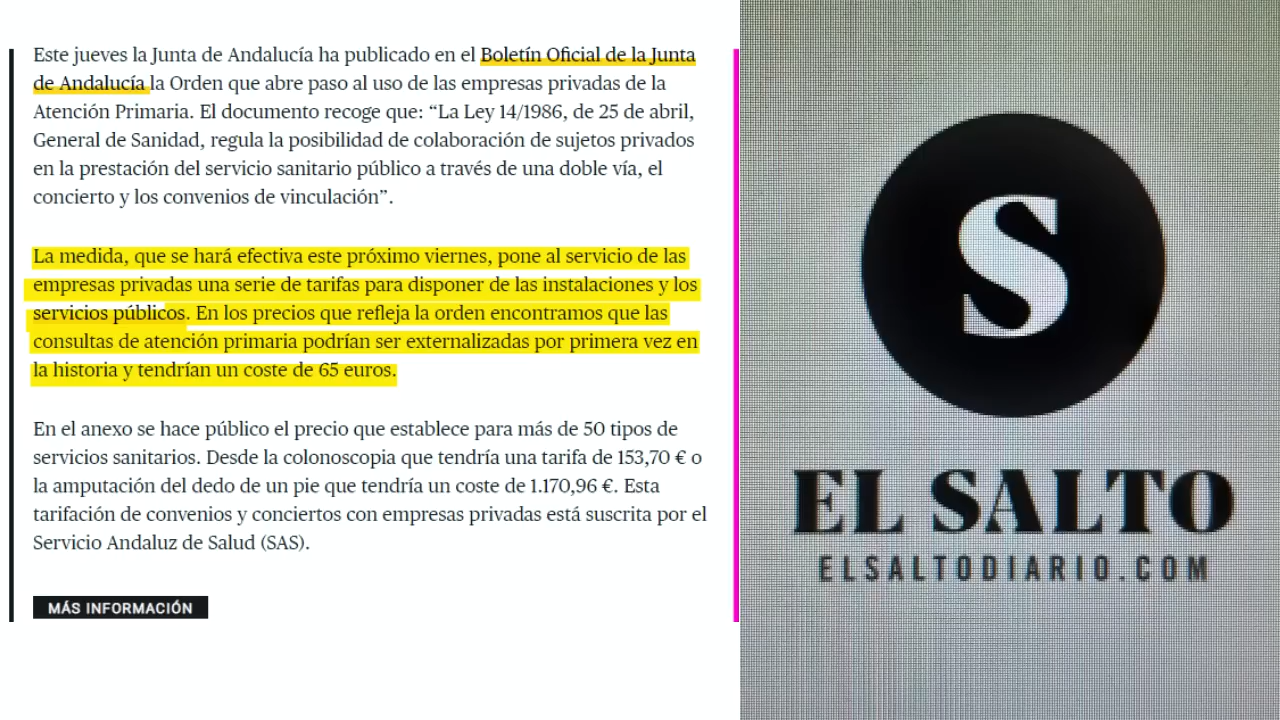 Este jueves la Junta de Andalucía ha publicado en el Boletín Oficial de la Junta
de Andalucía la Orden que abre paso al uso de las empresas privadas de la
Atención Primaria. El documento recoge que: “La Ley 14/1986, de 25 de abril,
General de Sanidad, regula la posibilidad de colaboración de sujetos privados
en la prestación del servicio sanitario público a través de una doble vía, el
concierto y los convenios de vinculación”.
La medida, que se hará efectiva este próximo viernes, pone al servicio de las
empresas privadas una serie de tarifas para disponer de las instalaciones y los
servicios públicos. En los precios que refleja la orden encontramos que las
consultas de atención primaria podrían ser externalizadas por primera vez en
la historia y tendrían un coste de 65 euros.
En el anexo se hace público el precio que establece para más de 50 tipos de
servicios sanitarios. Desde la colonoscopia que tendría una tarifa de 153,70 € o
la amputación del dedo de un pie que tendría un coste de 1.170,96 €. Esta
tarifación de convenios y conciertos con empresas privadas está suscrita por el
Servicio Andaluz de Salud (SAS).
MÁS INFORMACIÓN
S
EL SALTO
ELSALTODIARIO.COM